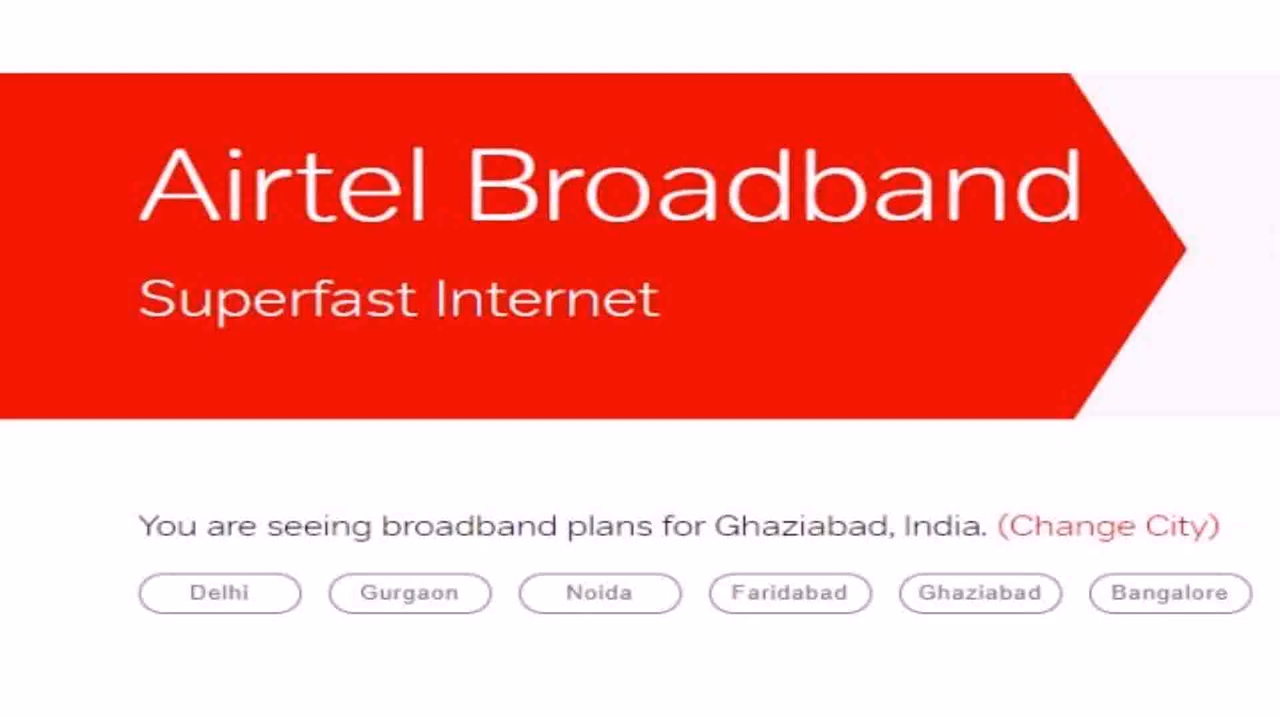 Airtel Broadband
Superfast Internet
You are seeing broadband plans for Ghaziabad, India. (Change City)
Delhi Gurgaon Noida Faridabad Ghaziabad Bangalore